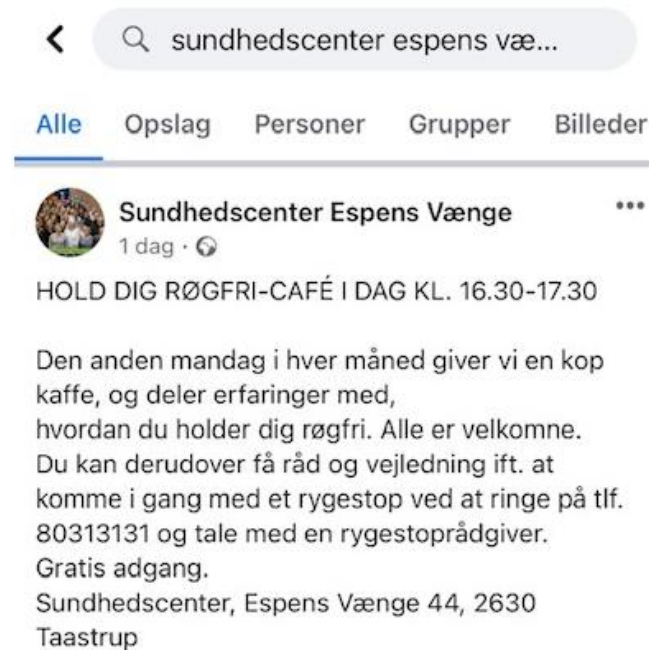 sundhedscenter espens væ...
Alle Opslag Personer Grupper Billeder
Sundhedscenter Espens Vænge
1 dag ·
HOLD DIG RØGFRI-CAFÉ I DAG KL. 16.30-17.30
Den anden mandag i hver måned giver vi en kop
kaffe, og deler erfaringer med,
hvordan du holder dig røgfri. Alle er velkomne.
Du kan derudover få råd og vejledning ift. at
komme i gang med et rygestop ved at ringe på tlf.
80313131 og tale med en rygestoprådgiver.
Gratis adgang.
Sundhedscenter, Espens Vænge 44, 2630
Taastrup